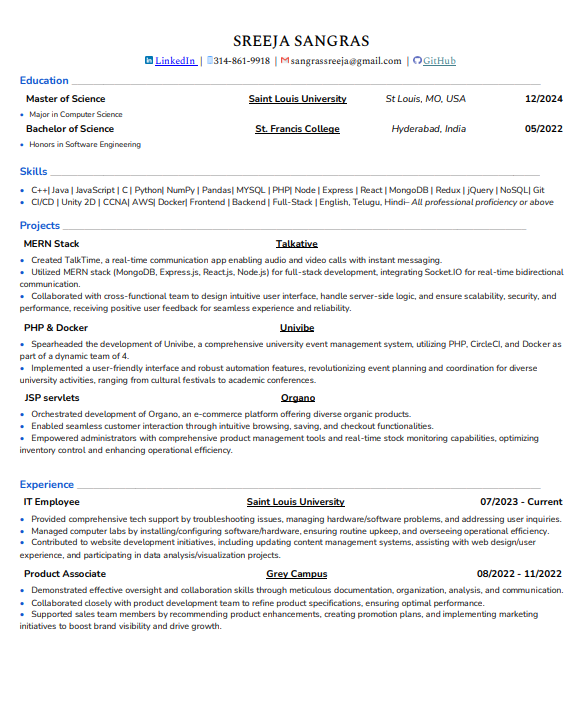 SREEJA SANGRAS
LinkedIn | 314-861-9918 | sangrassreeja@gmail.com | GitHub
Education
Master of Science Saint Louis University St Louis, MO, USA 12/2024
• Major in Computer Science
Bachelor of Science St. Francis College Hyderabad, India 05/2022
• Honors in Software Engineering
Skills
• C++| Java | JavaScript | C | Python| NumPy | Pandas| MYSQL | PHP| Node | Express | React | MongoDB | Redux | jQuery | NoSQL| Git
• CI/CD | Unity 2D | CCNA| AWS| Docker| Frontend | Backend | Full-Stack | English, Telugu, Hindi– All professional proficiency or above
Projects
MERN Stack Talkative
• Created TalkTime, a real-time communication app enabling audio and video calls with instant messaging.
• Utilized MERN stack (MongoDB, Express.js, React.js, Node.js) for full-stack development, integrating Socket.IO for real-time bidirectional
communication.
• Collaborated with cross-functional team to design intuitive user interface, handle server-side logic, and ensure scalability, security, and
performance, receiving positive user feedback for seamless experience and reliability.
PHP & Docker Univibe
• Spearheaded the development of Univibe, a comprehensive university event management system, utilizing PHP, CircleCI, and Docker as
part of a dynamic team of 4.
• Implemented a user-friendly interface and robust automation features, revolutionizing event planning and coordination for diverse
university activities, ranging from cultural festivals to academic conferences.
JSP servlets Organo
• Orchestrated development of Organo, an e-commerce platform offering diverse organic products.
• Enabled seamless customer interaction through intuitive browsing, saving, and checkout functionalities.
• Empowered administrators with comprehensive product management tools and real-time stock monitoring capabilities, optimizing
inventory control and enhancing operational efficiency.
Experience
IT Employee Saint Louis University 07/2023 - Current
• Provided comprehensive tech support by troubleshooting issues, managing hardware/software problems, and addressing user inquiries.
• Managed computer labs by installing/configuring software/hardware, ensuring routine upkeep, and overseeing operational efficiency.
• Contributed to website development initiatives, including updating content management systems, assisting with web design/user
experience, and participating in data analysis/visualization projects.
Product Associate Grey Campus 08/2022 - 11/2022
• Demonstrated effective oversight and collaboration skills through meticulous documentation, organization, analysis, and communication.
• Collaborated closely with product development team to refine product specifications, ensuring optimal performance.
• Supported sales team members by recommending product enhancements, creating promotion plans, and implementing marketing
initiatives to boost brand visibility and drive growth.